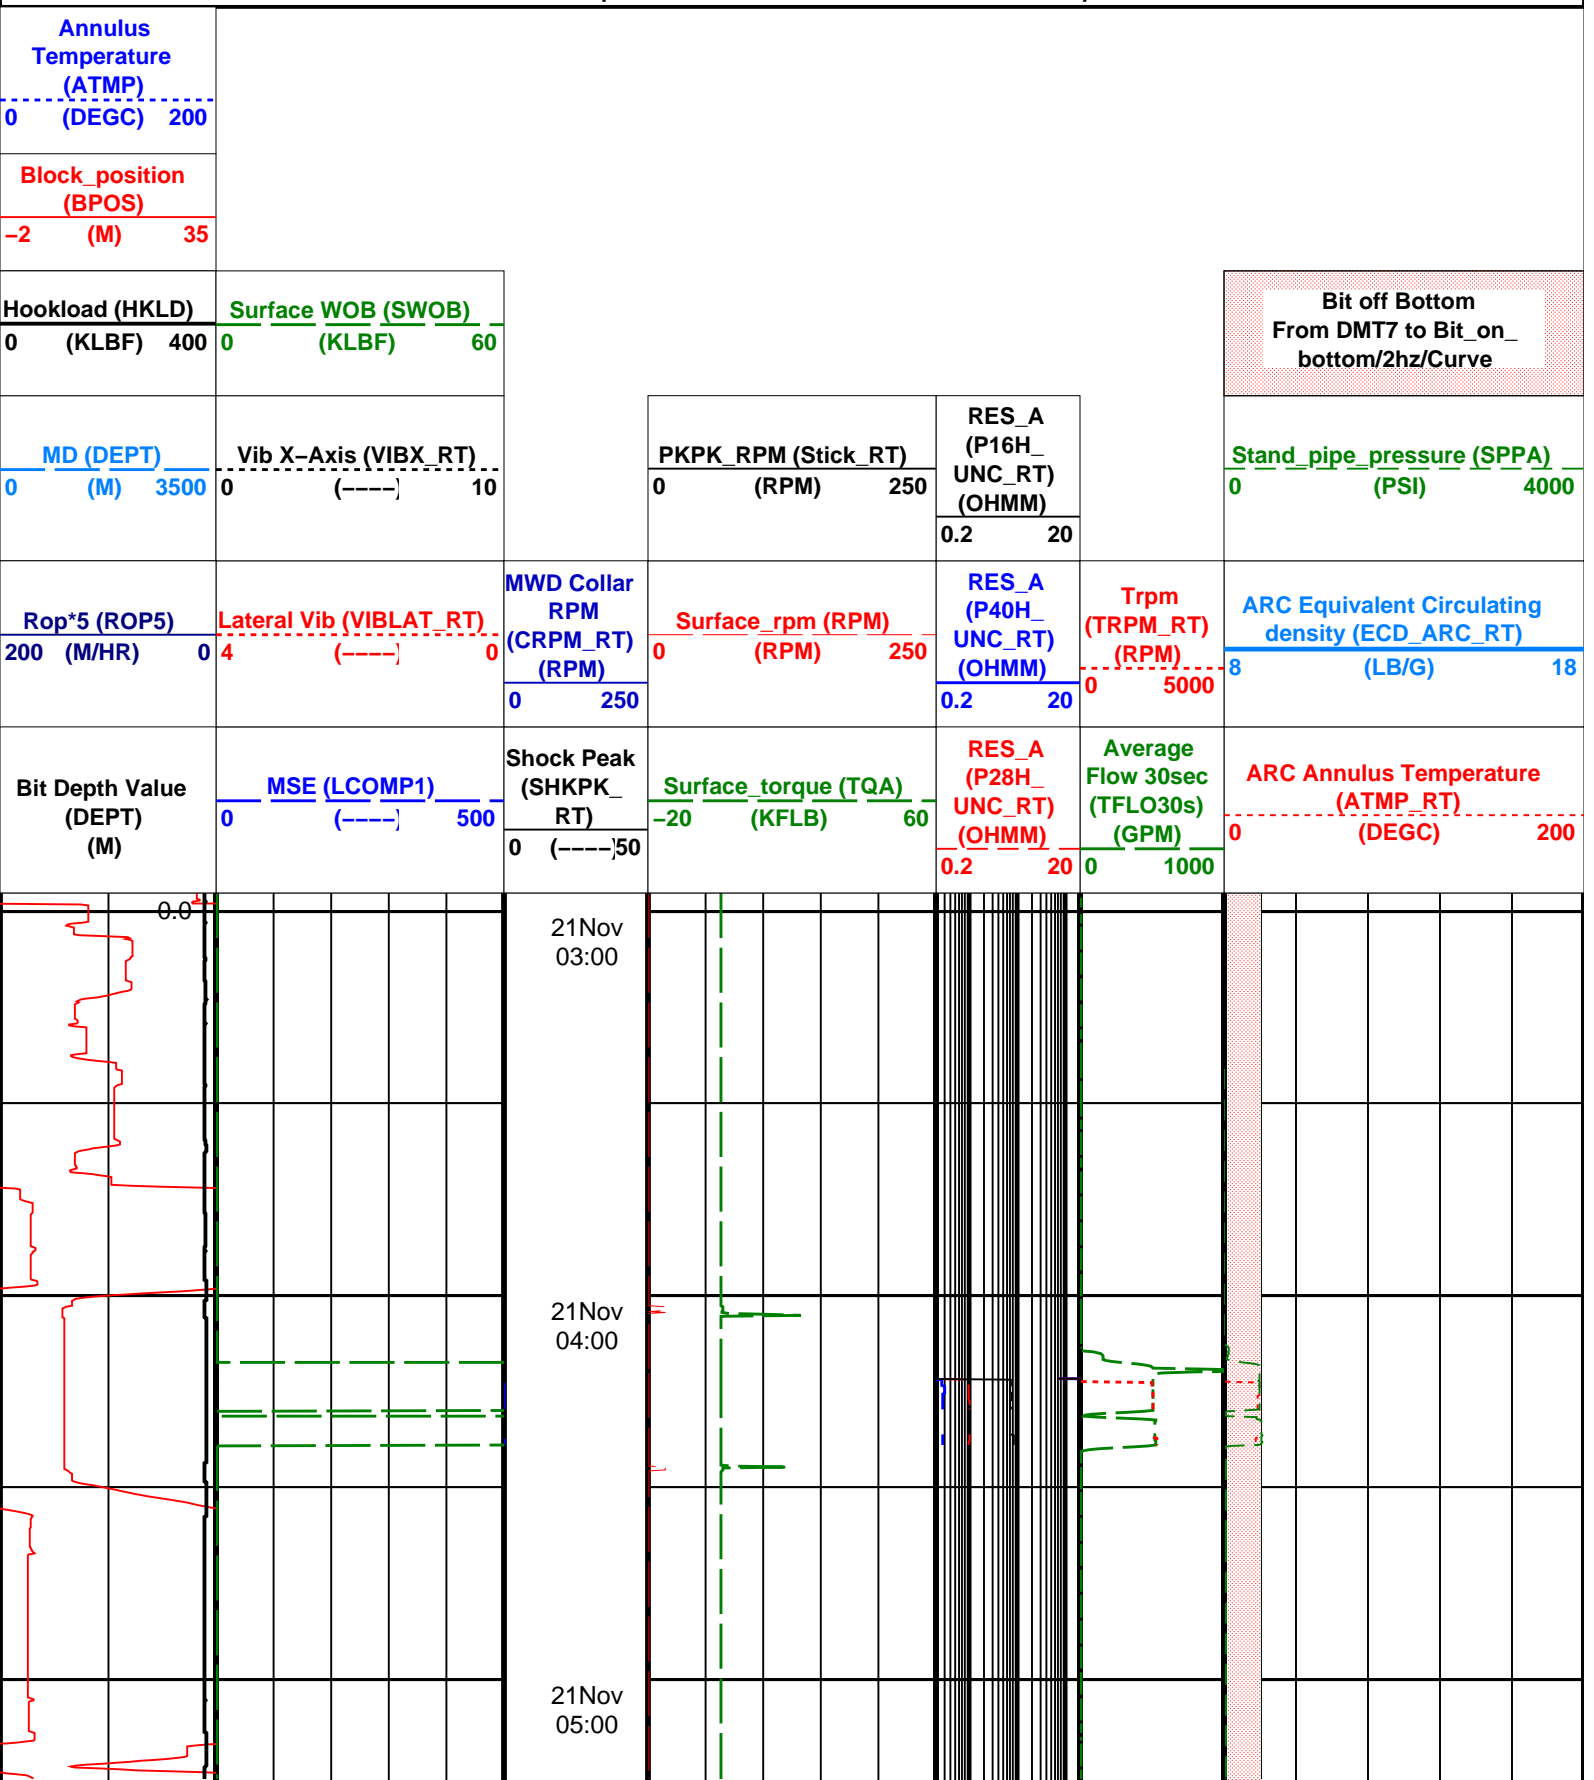 Annulus
Temperature
(ATMP)
0 (DEGC) 200
Block_position
(BPOS)
−2 (M) 35
Hookload (HKLD)
0 (KLBF) 400
Surface WOB (SWOB)
0 (KLBF) 60
Bit off Bottom
From DMT7 to Bit_on_
bottom/2hz/Curve
MD (DEPT)
0 (M) 3500
Vib X−Axis (VIBX_RT)
0 (−−−−) 10
PKPK_RPM (Stick_RT)
0 (RPM) 250
RES_A
(P16H_
UNC_RT)
(OHMM)
0.2 20
Stand_pipe_pressure (SPPA)
0 (PSI) 4000
Rop*5 (ROP5)
200 (M/HR) 0
Lateral Vib (VIBLAT_RT)
4 (−−−−) 0
MWD Collar
RPM
(CRPM_RT)
(RPM)
0 250
Surface_rpm (RPM)
0 (RPM) 250
RES_A
(P40H_
UNC_RT)
(OHMM)
0.2 20
Trpm
(TRPM_RT)
(RPM)
0 5000
ARC Equivalent Circulating
density (ECD_ARC_RT)
8 (LB/G) 18
Bit Depth Value
(DEPT)
(M)
MSE (LCOMP1)
0 (−−−−) 500
Shock Peak
(SHKPK_
RT)
0 (−−−−) 50
Surface_torque (TQA)
−20 (KFLB) 60
RES_A
(P28H_
UNC_RT)
(OHMM)
0.2 20
Average
Flow 30sec
(TFLO30s)
(GPM)
0 1000
ARC Annulus Temperature
(ATMP_RT)
0 (DEGC) 200
0.0
21Nov
03:00
21Nov
04:00
21Nov
05:00